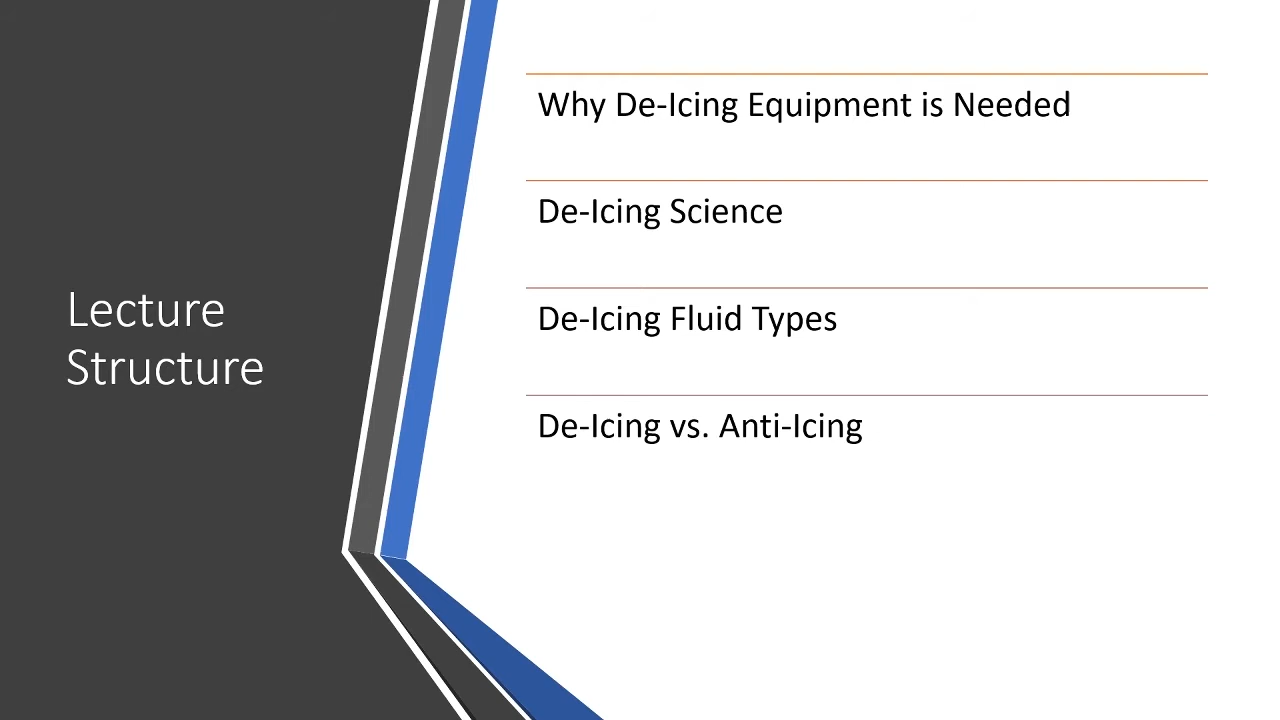 Lecture
Structure
Why De-Icing Equipment is Needed
De-Icing Science
De-Icing Fluid Types
De-Icing vs. Anti-Icing